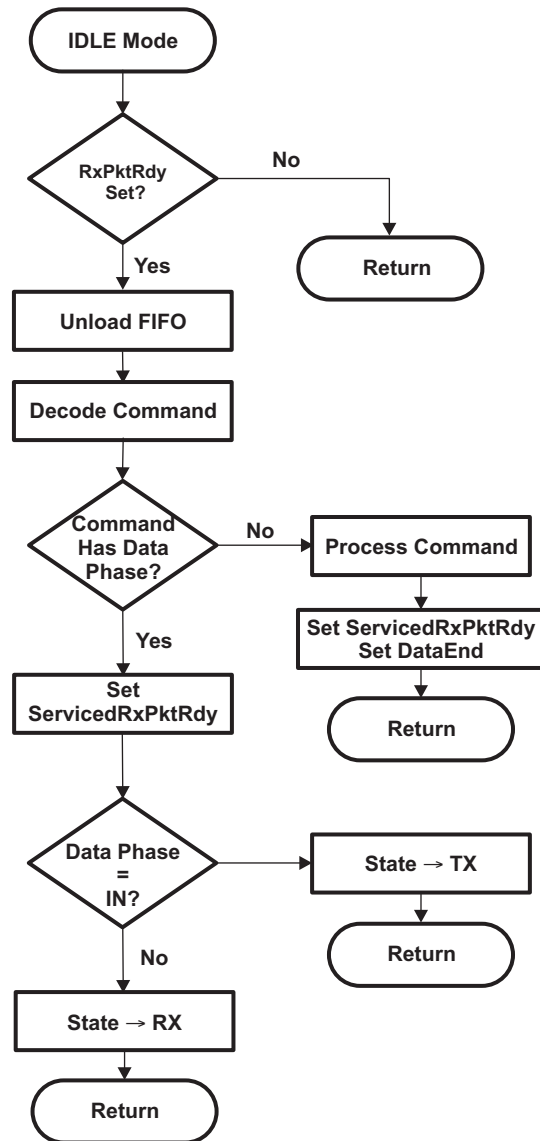 IDLE Mode
RxPktRdy
Set?
No
Return
Yes
Unload FIFO
Decode Command
Command
Has Data
Phase?
No
Process Command
Set ServicedRxPktRdy
Set DataEnd
Return
Yes
Set
ServicedRxPktRdy
Data Phase
=
IN?
State → TX
Return
No
State → RX
Return